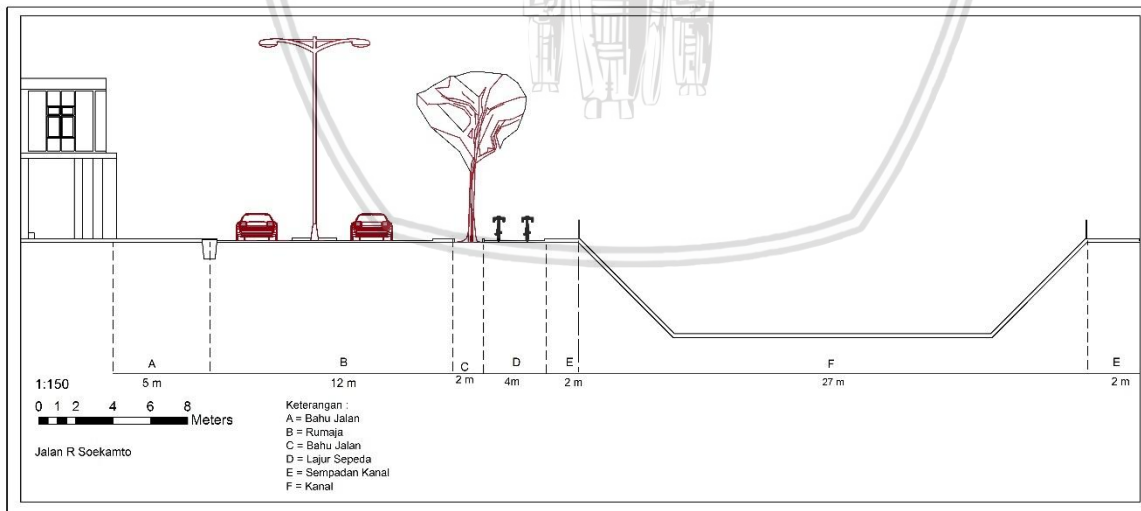 A B C D E F E
5 m 12 m 2 m 4m 2 m 27 m 2 m
1:150
0 1 2 4 6 8
Meters
Jalan R Soekamto
Keterangan :
A = Bahu Jalan
B = Rumaja
C = Bahu Jalan
D = Lajur Sepeda
E = Sempadan Kanal
F = Kanal